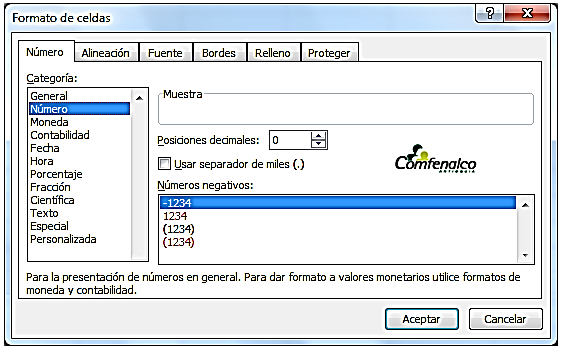 Formato de celdas
Número Alineación Fuente Bordes Relleno Proteger
Categoría:
General
Número
Moneda
Contabilidad
Fecha
Hora
Porcentaje
Fracción
Científica
Texto
Especial
Personalizada
Muestra
Posiciones decimales: 0
Usar separador de miles (.)
Comfenalco
ANTIOQUIA
Números negativos:
-1234
1234
(1234)
(1234)
Para la presentación de números en general. Para dar formato a valores monetarios utilice formatos de
moneda y contabilidad.
Aceptar Cancelar